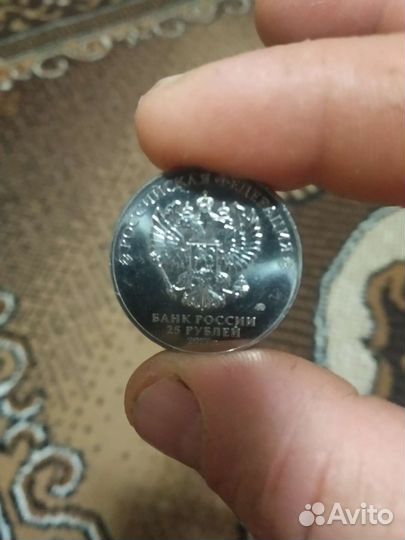 РОССИЙСКАЯ ФЕДЕРАЦИЯ
БАНК РОССИИ
25 РУБЛЕЙ
Avito